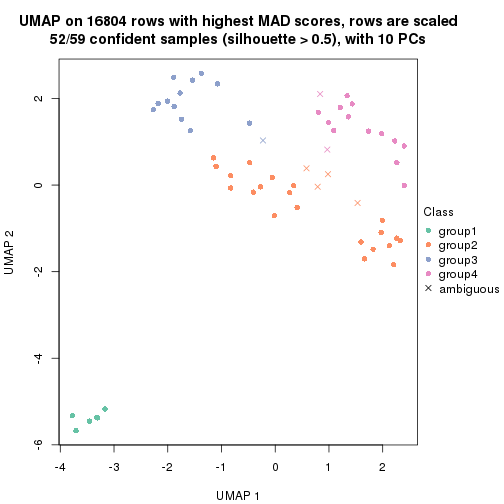 UMAP on 16804 rows with highest MAD scores, rows are scaled
52/59 confident samples (silhouette > 0.5), with 10 PCs
2
0
-2
-4
-6
UMAP 2
-4
-3
-2
-1
0
1
2
UMAP 1
Class
group1
group2
group3
group4
ambiguous